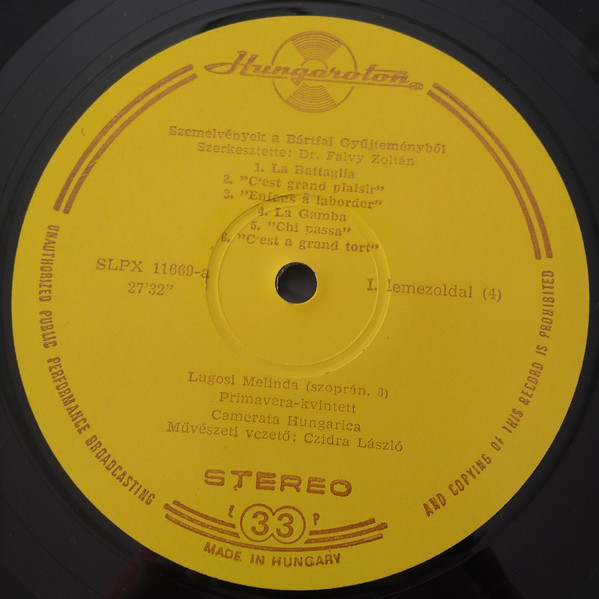 Hungaroton
Szemelvények a Bártfai Gyűjteményből
Szerkesztette: Dr. Falvy Zoltán
1. La Battaglia
2. "C'est grand plaisir"
3. "Enfans à laborder"
4. La Gamba
5. "Chi passa"
6. "C'est a grand tort"
SLPX 11669-a
27'32"
I. lemezoldal (4)
Lugosi Melinda (szoprán, 3)
Primavera-kvintett
Camerata Hungarica
Művészeti vezető: Czidra László
STEREO
L 33 P
MADE IN HUNGARY
UNAUTHORIZED PUBLIC PERFORMANCE BROADCASTING
AND COPYING OF THIS RECORD IS PROHIBITED